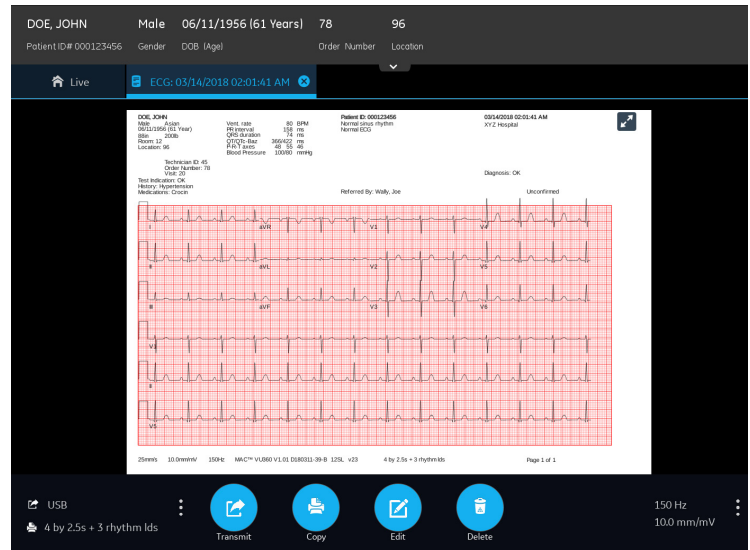 DOE, JOHN Male 06/11/1956 (61 Years) 78 96
Patient ID# 000123456 Gender DOB (Age) Order Number Location
Live ECG: 03/14/2018 02:01:41 AM
DOE, JOHN
Male Asian
06/11/1956 (61 Year)
88in 200lb
Room: 12
Location: 96
Vent. rate 80 BPM
PR interval 158 ms
QRS duration 74 ms
QT/QTc-Baz 366/422 ms
P-R-T axes 48 55 46
Blood Pressure 100/80 mmHg
Patient ID: 000123456
Normal sinus rhythm
Normal ECG
03/14/2018 02:01:41 AM
XYZ Hospital
Technician ID: 45
Order Number: 78
Visit: 20
Test Indication: OK
History: Hypertension
Medications: Crocin
Diagnosis: OK
Referred By: Wally, Joe
Unconfirmed
I aVR V1 V4
II aVL V2 V5
III aVF V3 V6
V1
II
V5
25mm/s 10.0mm/mV 150Hz MAC™ VU360 V1.01 D180311-39-B 12SL v23 4 by 2.5s + 3 rhythm lds Page 1 of 1
USB
4 by 2.5s + 3 rhythm lds
Transmit Copy Edit Delete
150 Hz
10.0 mm/mV